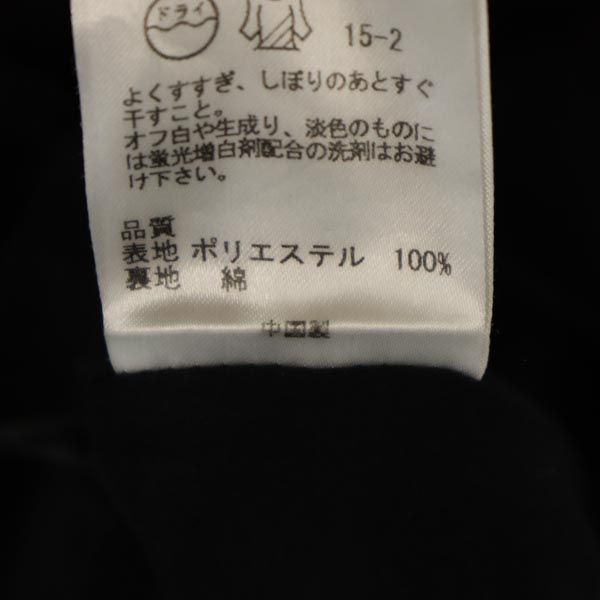 ドライ
15-2
よくすすぎ、しぼりのあとすぐ
干すこと。
オフ白や生成り、淡色のものに
は蛍光増白剤配合の洗剤はお避
け下さい。
品質
表地 ポリエステル 100%
裏地 綿
中国製